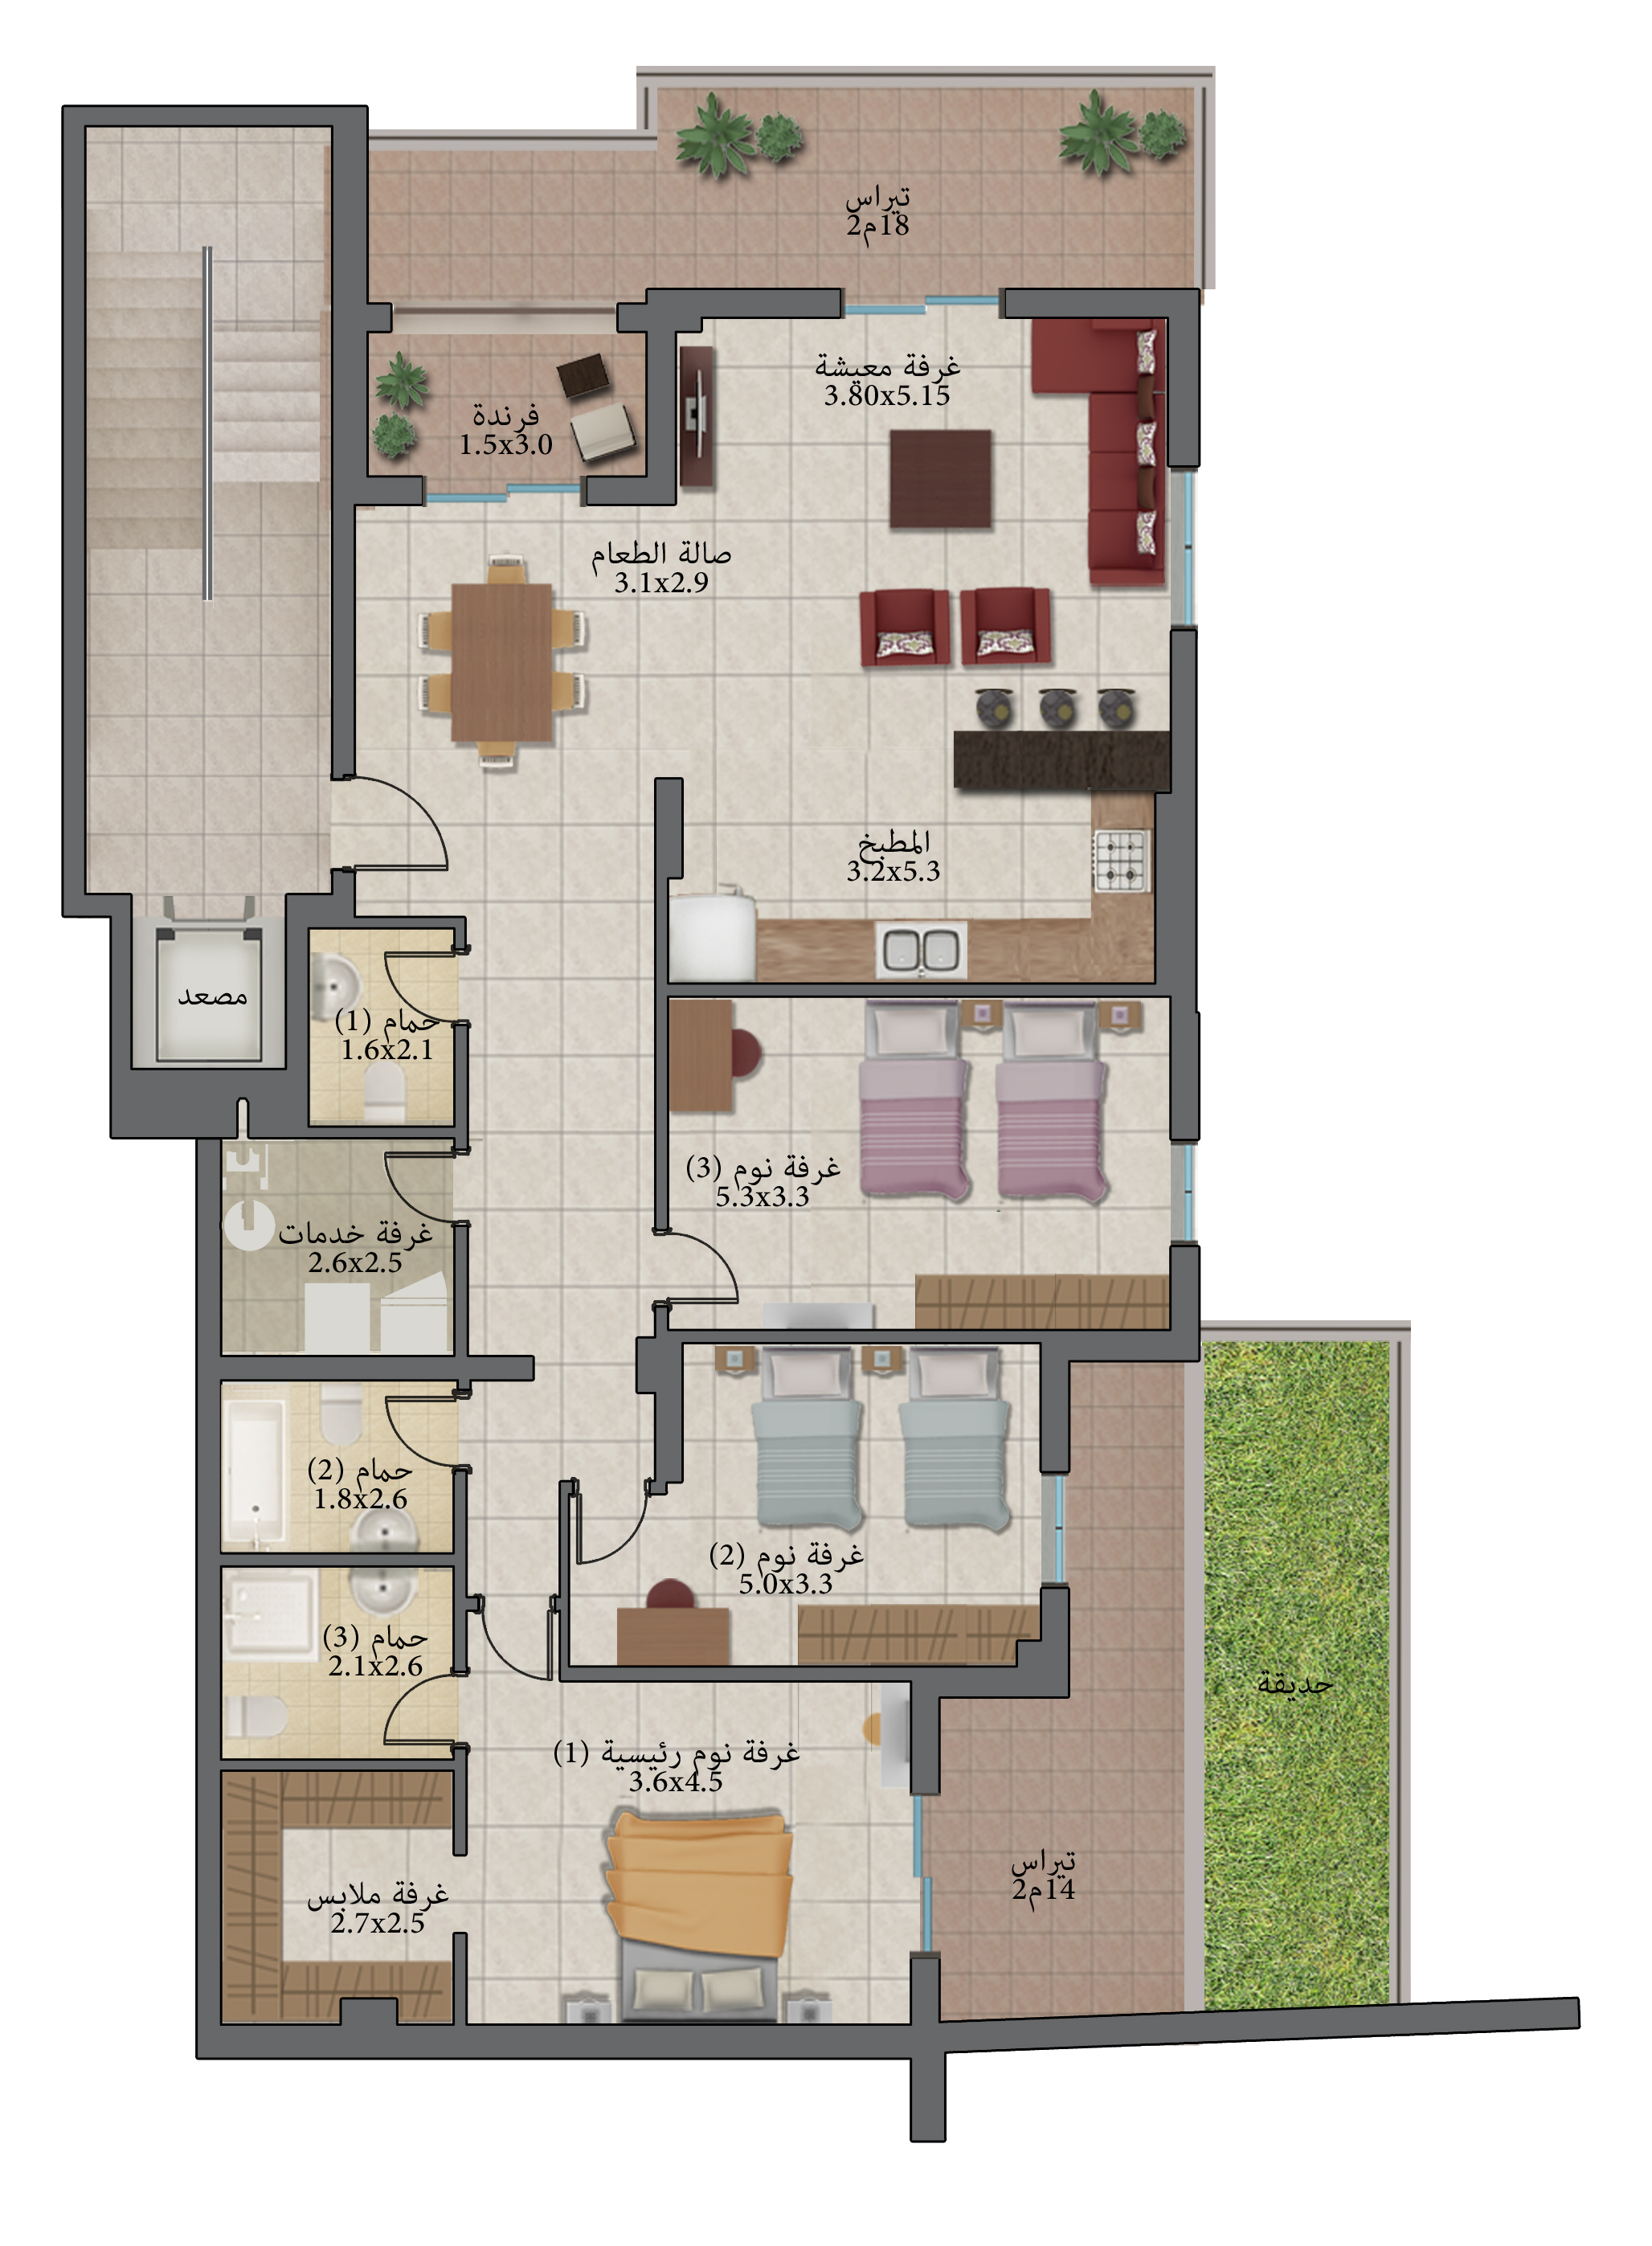 تيراس
18م2
غرفة معيشة
3.80x5.15
فرندة
1.5x3.0
صالة الطعام
3.1x2.9
المطبخ
3.2x5.3
مصعد
حمام (1)
1.6x2.1
غرفة نوم (3)
5.3x3.3
غرفة خدمات
2.6x2.5
حمام (2)
1.8x2.6
غرفة نوم (2)
5.0x3.3
حمام (3)
2.1x2.6
حديقة
غرفة نوم رئيسية (1)
3.6x4.5
تيراس
14م2
غرفة ملابس
2.7x2.5